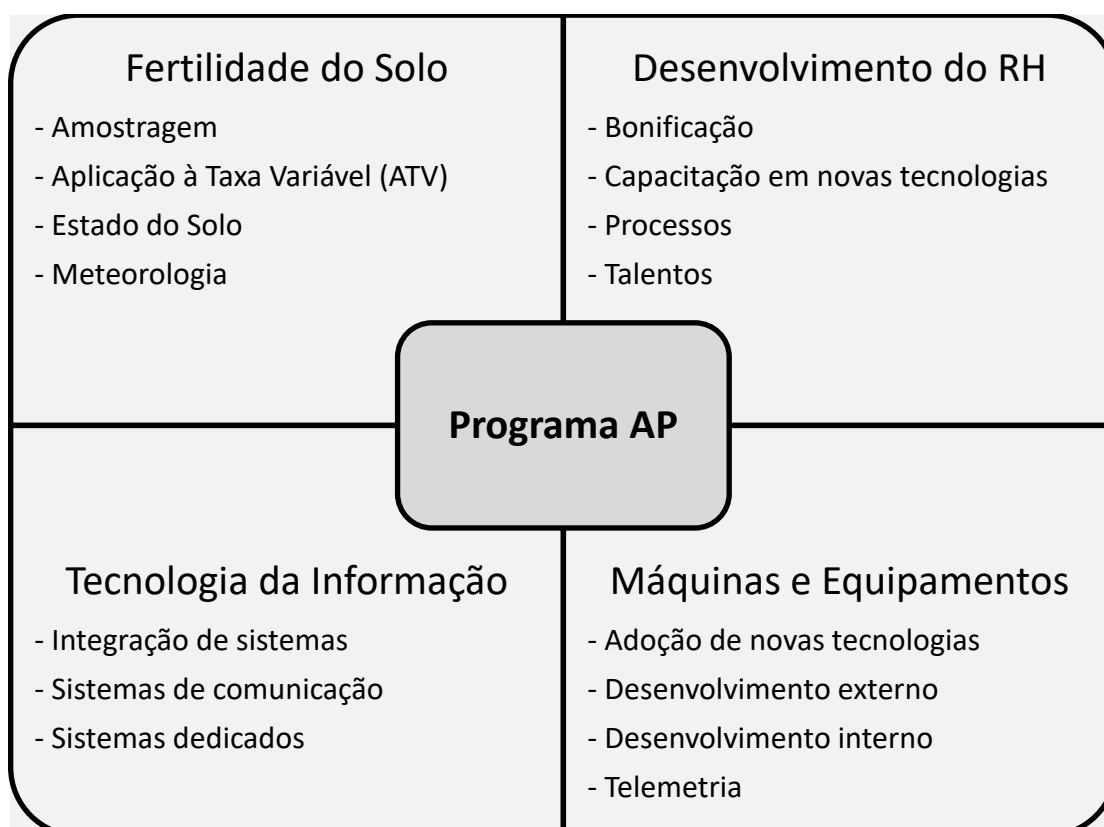 Fertilidade do Solo
- Amostragem
- Aplicação à Taxa Variável (ATV)
- Estado do Solo
- Meteorologia
Desenvolvimento do RH
- Bonificação
- Capacitação em novas tecnologias
- Processos
- Talentos
Programa AP
Tecnologia da Informação
- Integração de sistemas
- Sistemas de comunicação
- Sistemas dedicados
Máquinas e Equipamentos
- Adoção de novas tecnologias
- Desenvolvimento externo
- Desenvolvimento interno
- Telemetria